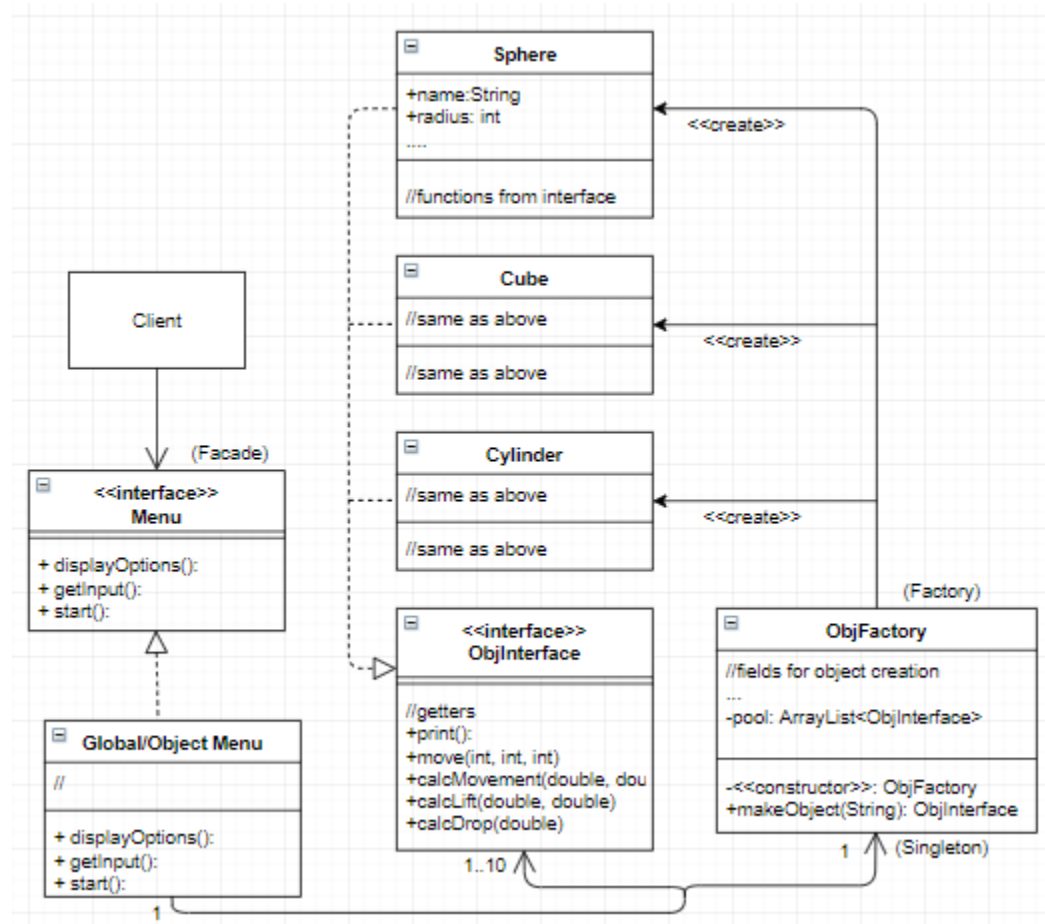 Sphere
+name:String
+radius: int
....
//functions from interface
<<create>>
Cube
//same as above
//same as above
<<create>>
Client
Cylinder
//same as above
//same as above
<<create>>
(Facade)
<<interface>>
Menu
+ displayOptions():
+ getInput():
+ start():
<<interface>>
ObjInterface
//getters
+print():
+move(int, int, int)
+calcMovement(double, dou
+calcLift(double, double)
+calcDrop(double)
(Factory)
ObjFactory
//fields for object creation
...
-pool: ArrayList<ObjInterface>
-<<constructor>>: ObjFactory
+makeObject(String): ObjInterface
Global/Object Menu
//
+ displayOptions():
+ getInput():
+ start():
1
1..10
1
(Singleton)